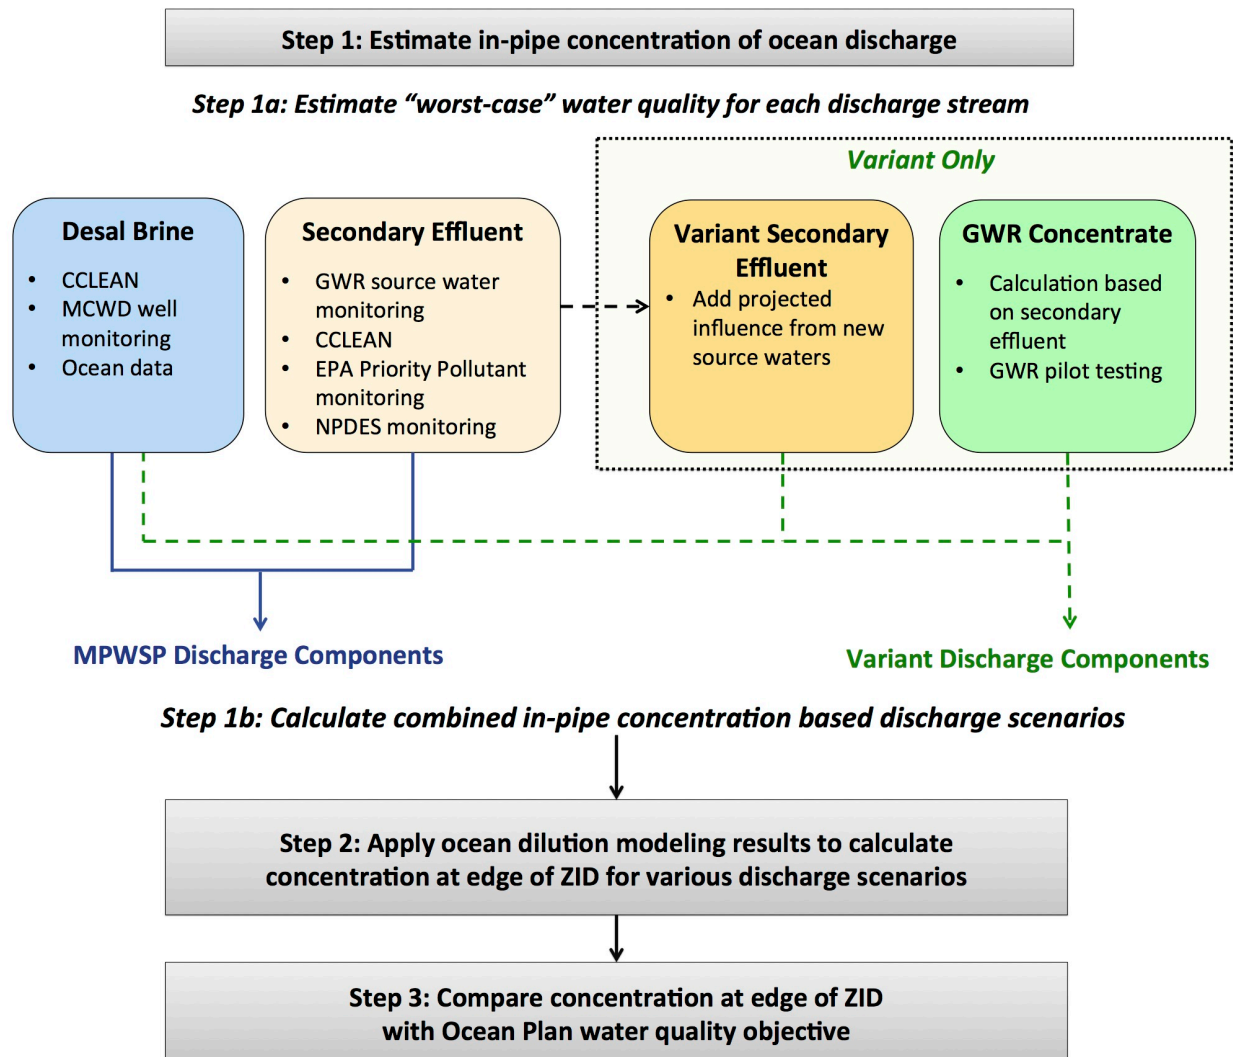 Step 1: Estimate in-pipe concentration of ocean discharge
Step 1a: Estimate “worst-case” water quality for each discharge stream
Variant Only
Desal Brine
• CCLEAN
• MCWD well
monitoring
• Ocean data
Secondary Effluent
• GWR source water
monitoring
• CCLEAN
• EPA Priority Pollutant
monitoring
• NPDES monitoring
Variant Secondary
Effluent
• Add projected
influence from new
source waters
GWR Concentrate
• Calculation based
on secondary
effluent
• GWR pilot testing
MPWSP Discharge Components
Variant Discharge Components
Step 1b: Calculate combined in-pipe concentration based discharge scenarios
Step 2: Apply ocean dilution modeling results to calculate
concentration at edge of ZID for various discharge scenarios
Step 3: Compare concentration at edge of ZID
with Ocean Plan water quality objective